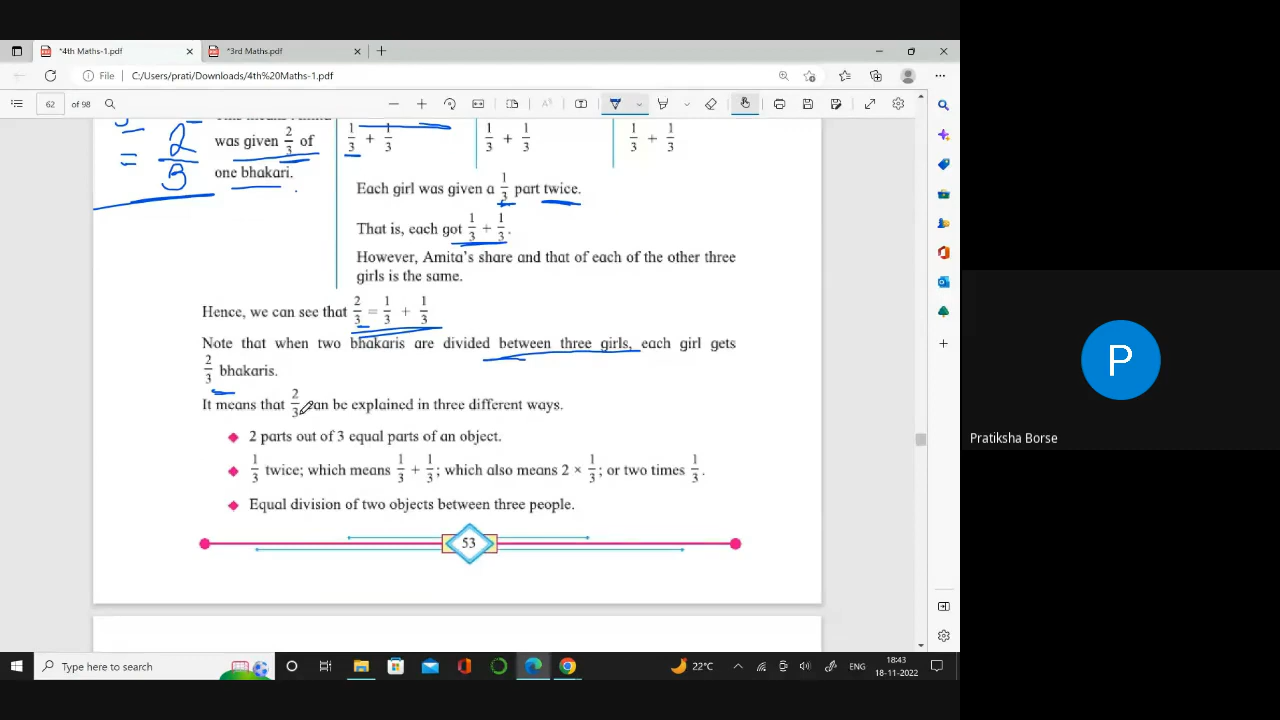 *4th Maths-1.pdf
*3rd Maths.pdf
File
C:/Users/prati/Downloads/4th%20Maths-1.pdf
62 of 98
= 2/3
was given 2/3 of
one bhakari.
1/3 + 1/3
1/3 + 1/3
1/3 + 1/3
Each girl was given a 1/3 part twice.
That is, each got 1/3 + 1/3.
However, Amita's share and that of each of the other three
girls is the same.
Hence, we can see that 2/3 = 1/3 + 1/3
Note that when two bhakaris are divided between three girls, each girl gets
2/3 bhakaris.
It means that 2/3 can be explained in three different ways.
2 parts out of 3 equal parts of an object.
1/3 twice; which means 1/3 + 1/3; which also means 2 × 1/3; or two times 1/3.
Equal division of two objects between three people.
53
P
Pratiksha Borse
Type here to search
22°C
ENG
18:43
18-11-2022